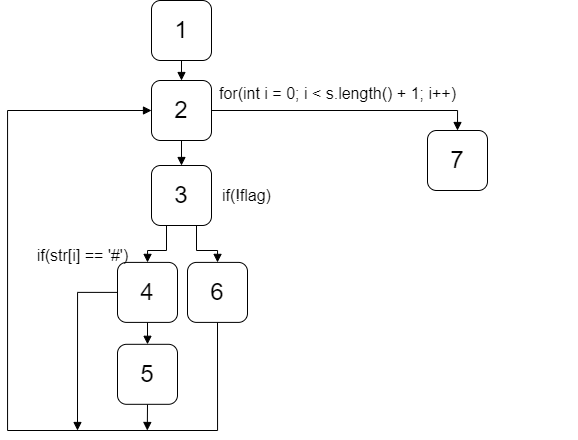 1
2
for(int i = 0; i < s.length() + 1; i++)
7
3
if(!flag)
if(str[i] == '#')
4
6
5